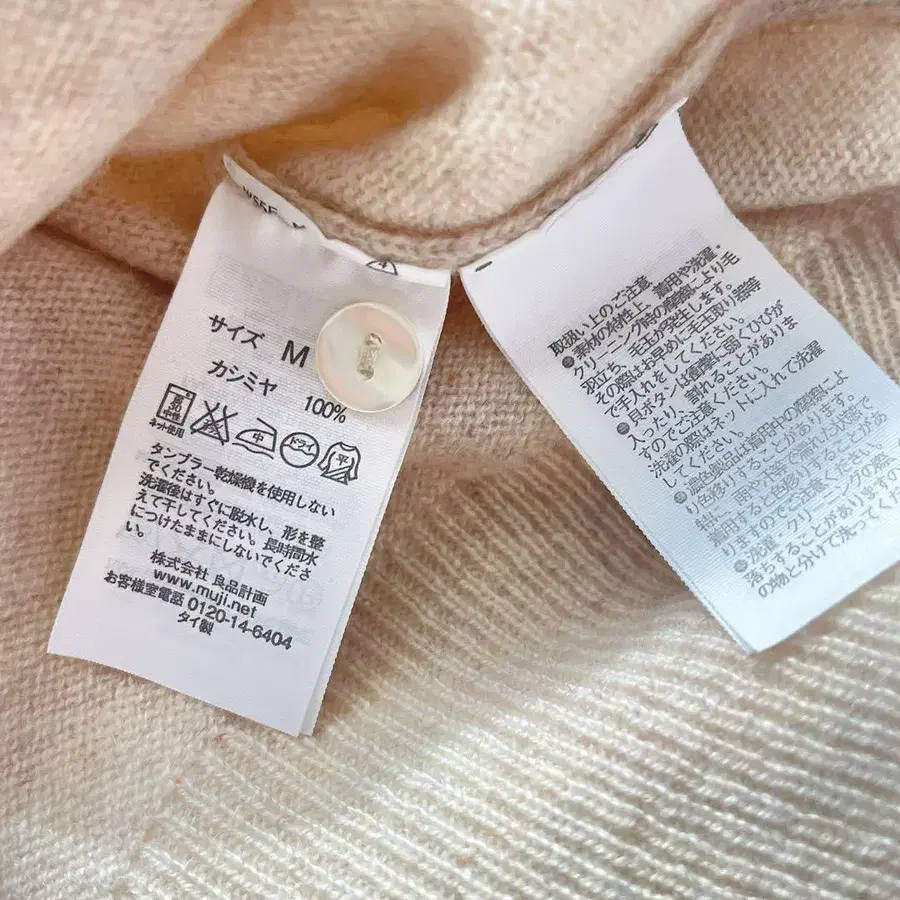 サイズ M
カシミヤ
100%
30
中性
ネット使用
中
ドライ
平
タンブラー乾燥機を使用しない
でください。
洗濯後はすぐに脱水し、形を整
えて干してください。長時間水
につけたままにしないでくださ
い。
株式会社 良品計画
www.muji.net
お客様室電話 0120-14-6404
タイ製
取扱い上のご注意
●素材の特性上、着用や洗濯・
クリーニング時の摩擦により毛
羽立ち、毛玉が発生します。
その際はお早めに毛玉取り器等
で手入れをしてください。
●貝ボタンは衝撃に弱くひびが
入ったり、割れることがありま
すのでご注意ください。
洗濯の際はネットに入れて洗濯
してください。
●濃色製品は着用中の摩擦によ
り色移りすることがあります。
特に、雨や汗等で濡れた状態で
着用すると色移りすることがあ
りますのでご注意ください。
●洗濯・クリーニングの際
落ちすることがあり
の物と分けて洗ってくだ